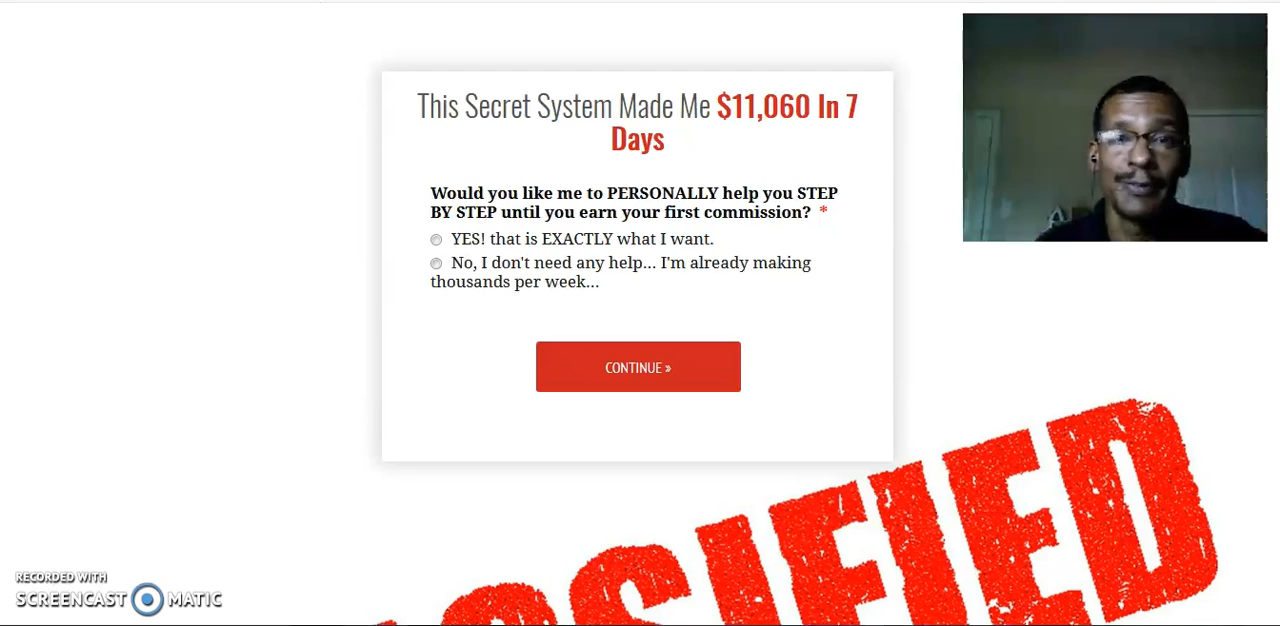 This Secret System Made Me $11,060 In 7
Days
Would you like me to PERSONALLY help you STEP
BY STEP until you earn your first commission? *
YES! that is EXACTLY what I want.
No, I don't need any help... I'm already making
thousands per week...
CONTINUE »
SSIFIED
RECORDED WITH
SCREENCAST MATIC